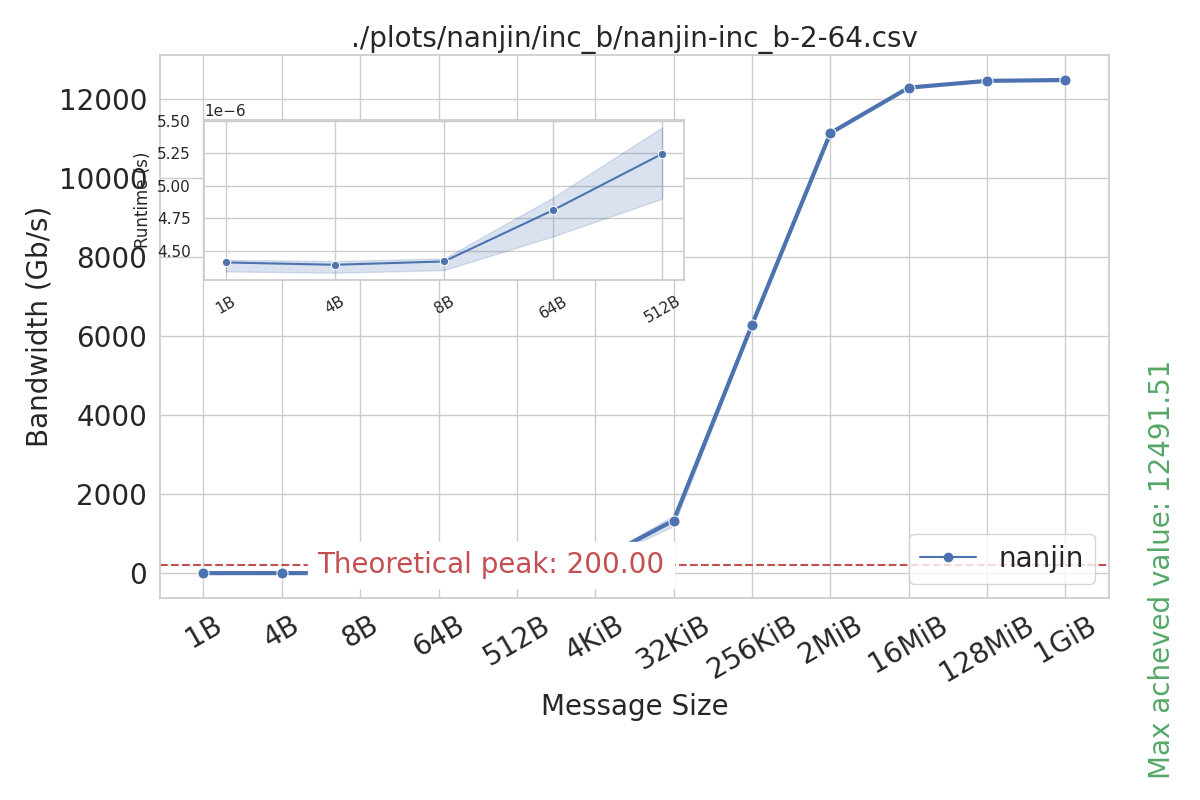 ./plots/nanjin/inc_b/nanjin-inc_b-2-64.csv
Bandwidth (Gb/s)
12000
10000
8000
6000
4000
2000
0
1e−6
Runtime (s)
5.50
5.25
5.00
4.75
4.50
1B
4B
8B
64B
512B
Theoretical peak: 200.00
nanjin
1B
4B
8B
64B
512B
4KiB
32KiB
256KiB
2MiB
16MiB
128MiB
1GiB
Message Size
Max acheved value: 12491.51